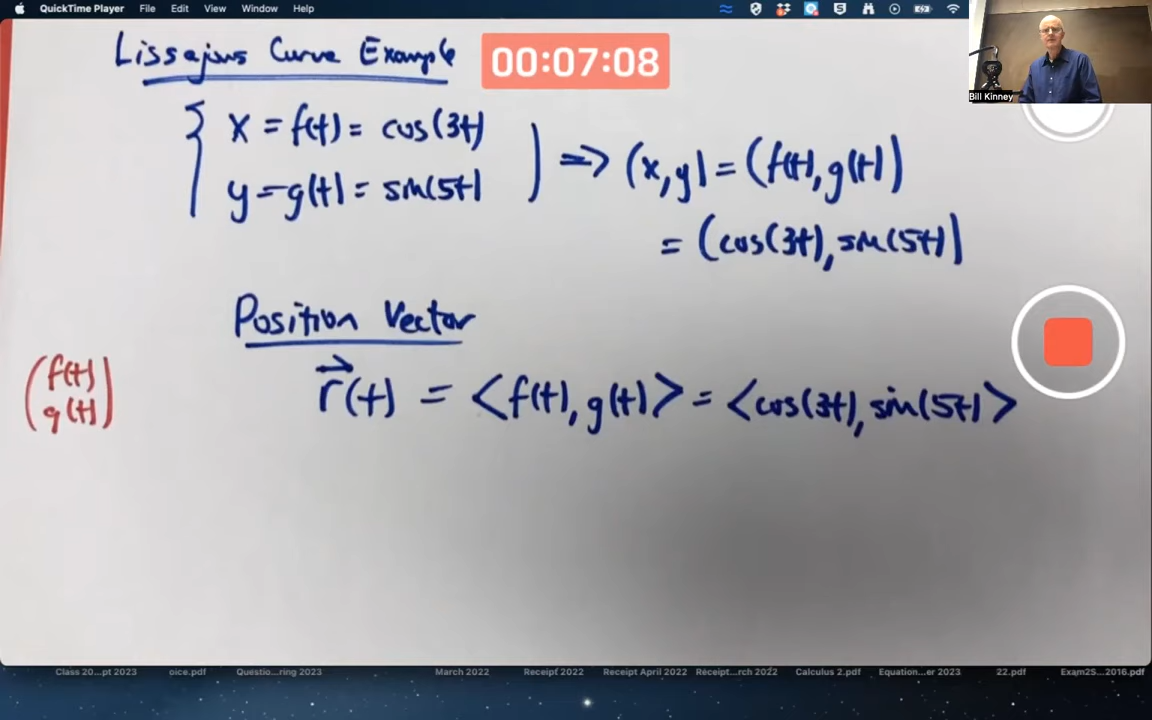 QuickTime Player File Edit View Window Help
Lissajous Curve Example
00:07:08
Bill Kinney
x = f(t) = cos(3t)
y = g(t) = sin(5t)
=> (x,y) = (f(t), g(t))
= (cos(3t), sin(5t))
Position Vector
(f(t)
g(t))
r(t) = <f(t), g(t)> = <cos(3t), sin(5t)>
Class 20...pt 2023 oice.pdf Questio...ring 2023 March 2022 Receipt 2022 Receipt April 2022 Receipt...rch 2022 Calculus 2.pdf Equation...er 2023 22.pdf Exam2S...2016.pdf